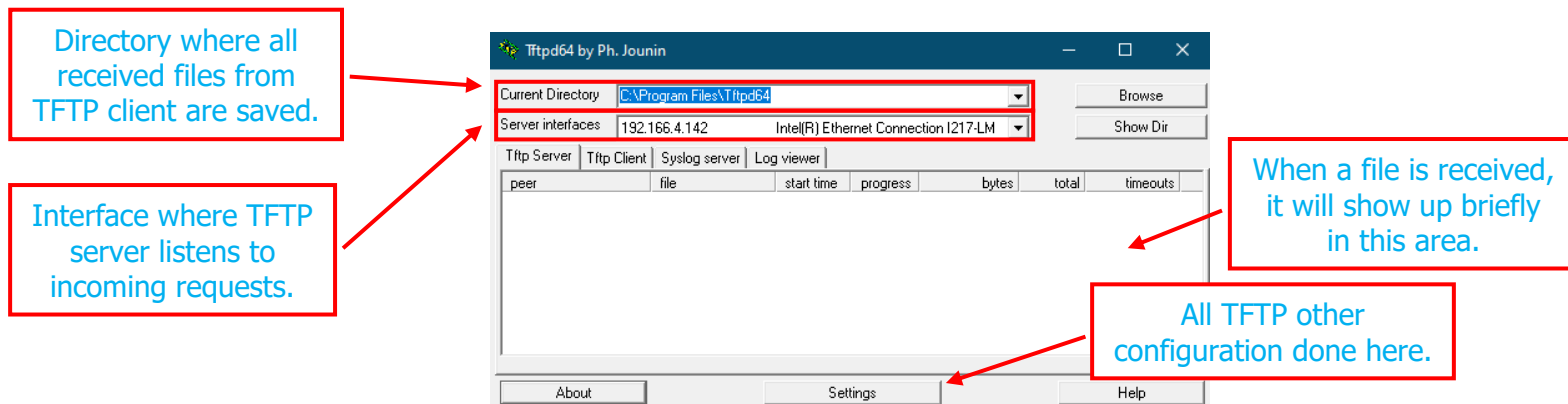 Directory where all
received files from
TFTP client are saved.
Interface where TFTP
server listens to
incoming requests.
Tftpd64 by Ph. Jounin
Current Directory C:\Program Files\Tftpd64 Browse
Server interfaces 192.166.4.142 Intel(R) Ethernet Connection I217-LM Show Dir
Tftp Server Tftp Client Syslog server Log viewer
peer file start time progress bytes total timeouts
About Settings Help
When a file is received,
it will show up briefly
in this area.
All TFTP other
configuration done here.